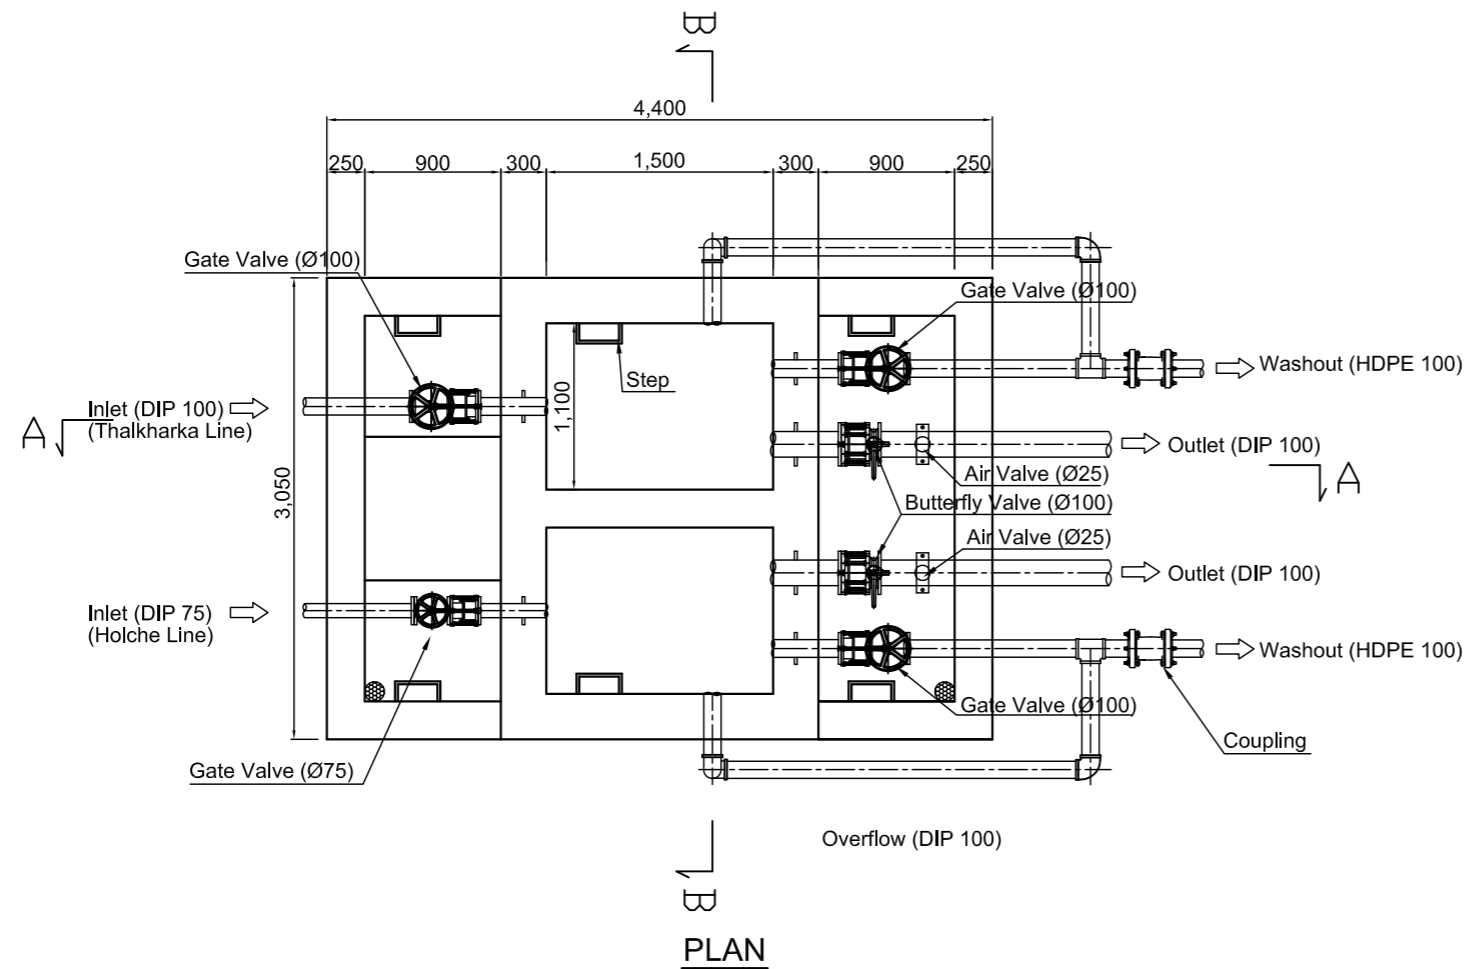 B
4,400
250 900 300 1,500 300 900 250
Gate Valve (Ø100)
Gate Valve (Ø100)
Washout (HDPE 100)
Step
1,100
Inlet (DIP 100)
(Thalkharka Line)
A
Outlet (DIP 100)
A
Air Valve (Ø25)
3,050
Butterfly Valve (Ø100)
Air Valve (Ø25)
Outlet (DIP 100)
Inlet (DIP 75)
(Holche Line)
Washout (HDPE 100)
Gate Valve (Ø100)
Coupling
Gate Valve (Ø75)
Overflow (DIP 100)
B
PLAN